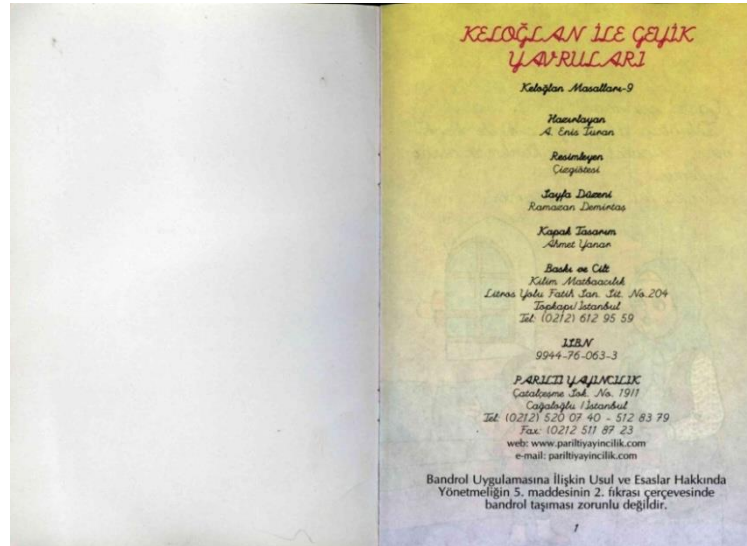 KELOĞLAN İLE GEYİK
YAVRULARI
Keloğlan Masalları-9
Hazırlayan
A. Enis Turan
Resimleyen
Çizgiötesi
Sayfa Düzeni
Ramazan Demirtaş
Kapak Tasarım
Ahmet Yanar
Baskı ve Cilt
Kilim Matbaacılık
Litros Yolu Fatih San. Sit. No.204
Topkapı/İstanbul
Tel: (0212) 612 95 59
ISBN
9944-76-063-3
PARILTI YAYINCILIK
Çatalçeşme Sok. No. 19/1
Cağaloğlu / İstanbul
Tel: (0212) 520 07 40 - 512 83 79
Fax: (0212 511 87 23
web: www.pariltiyayincilik.com
e-mail: pariltiyayincilik.com
Bandrol Uygulamasına İlişkin Usul ve Esaslar Hakkında
Yönetmeliğin 5. maddesinin 2. fıkrası çerçevesinde
bandrol taşıması zorunlu değildir.
1